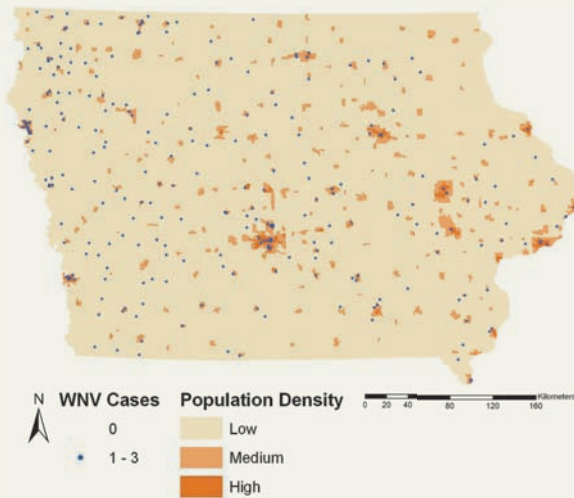 N
WNV Cases
0
1 - 3
Population Density
Low
Medium
High
Kilometers
0 20 40 80 120 160